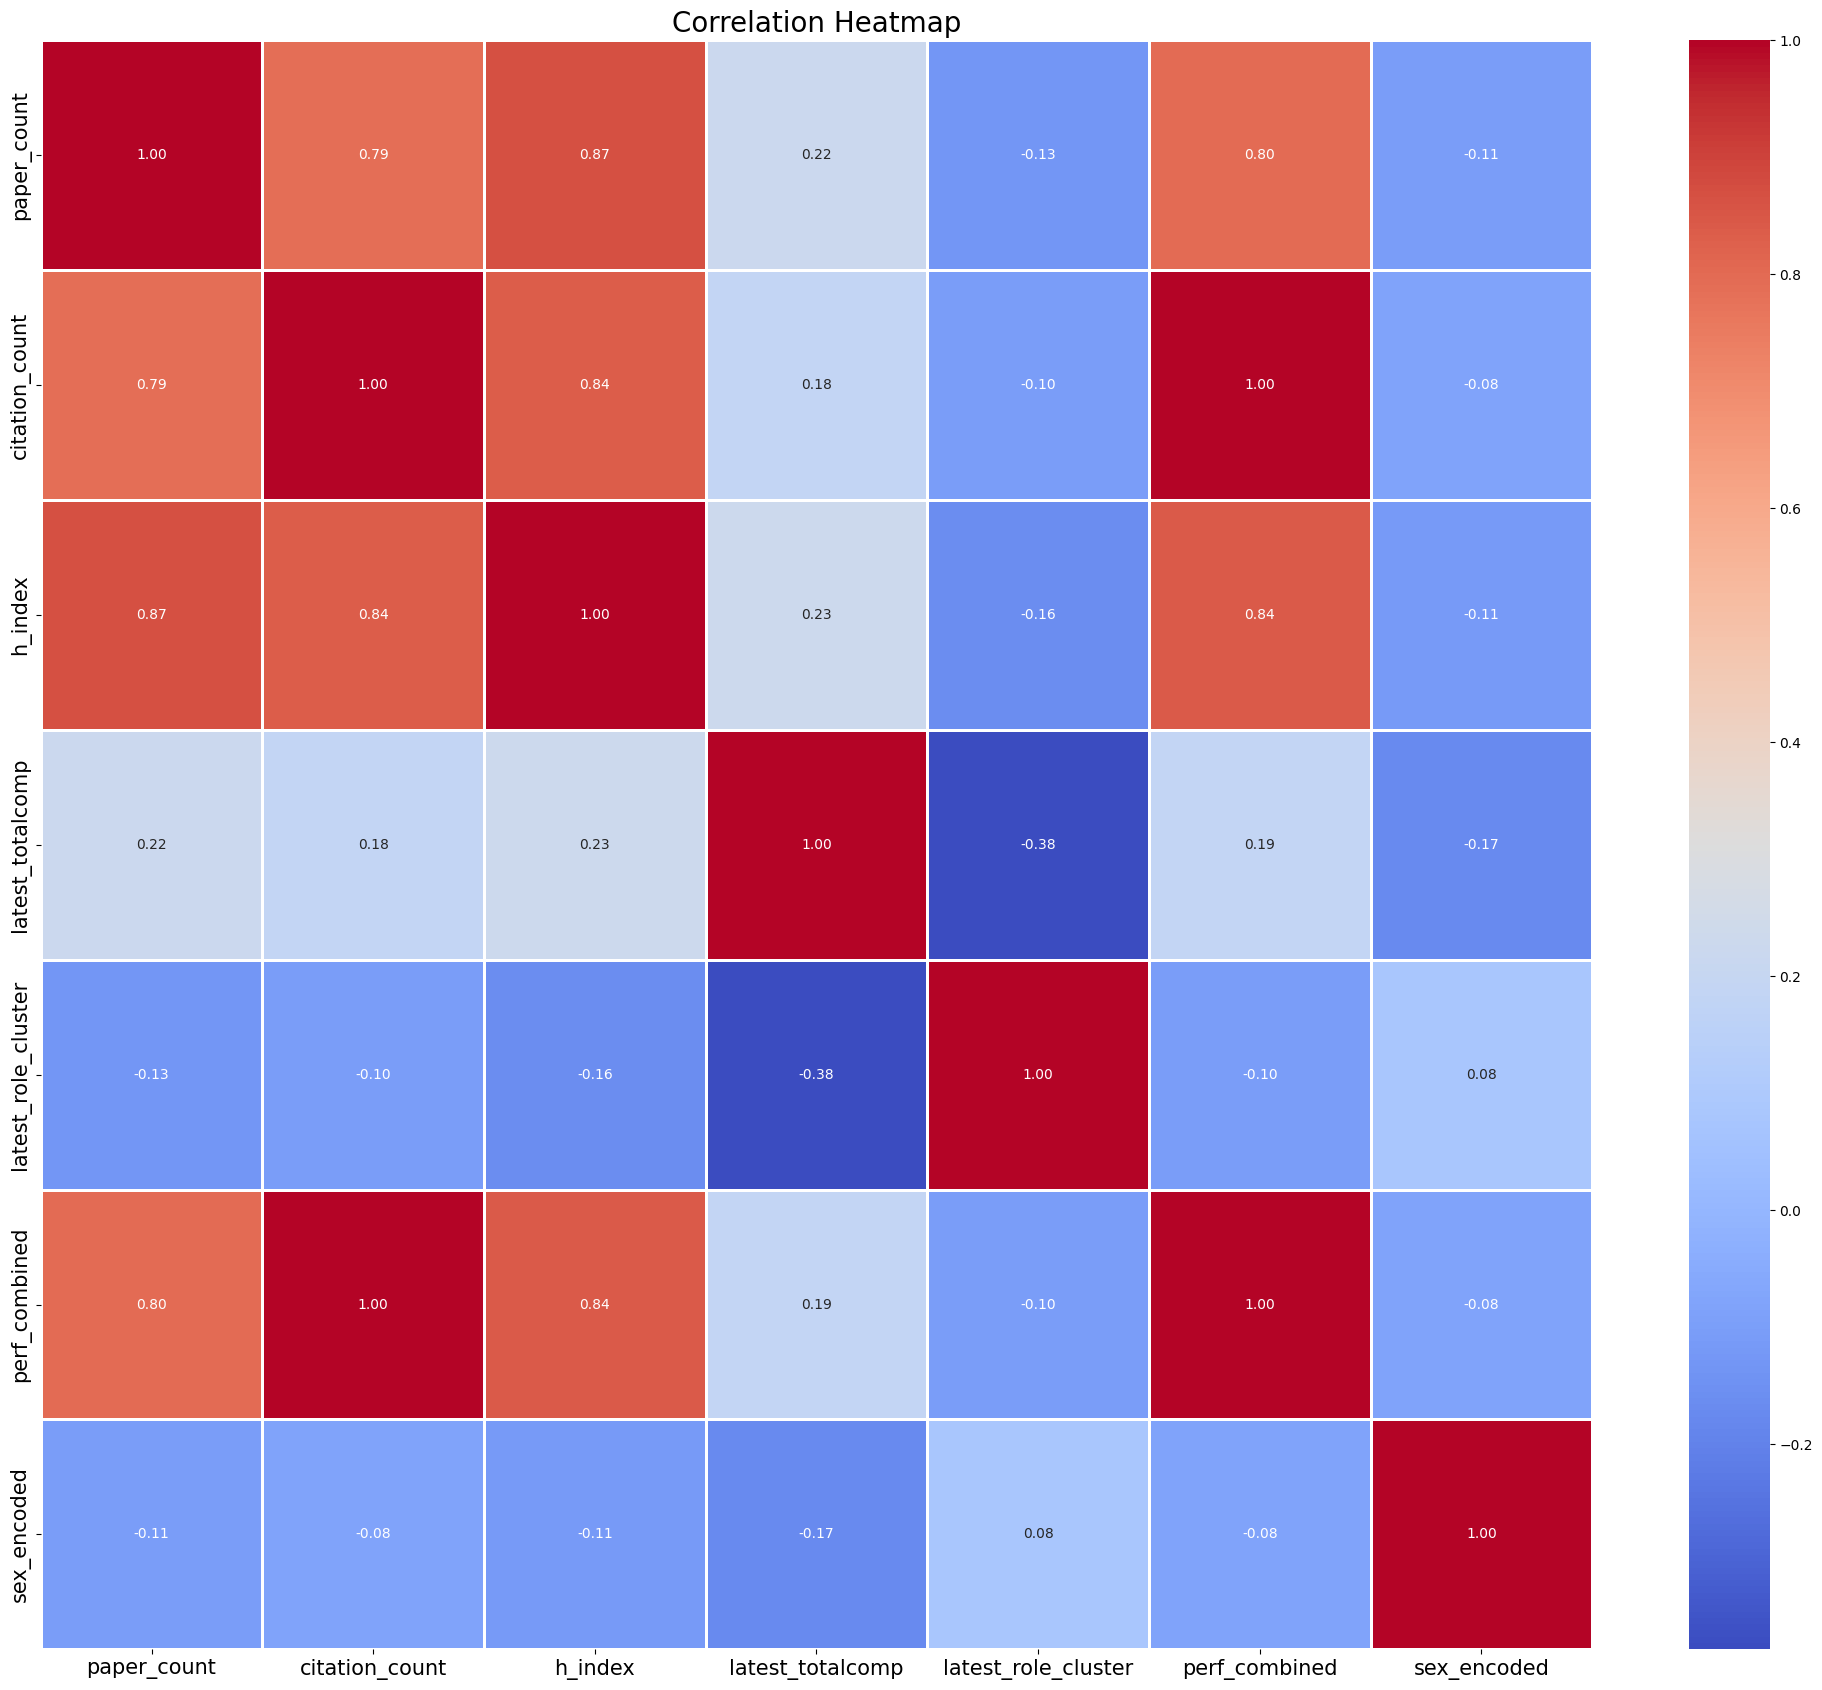 Correlation Heatmap
paper_count 1.00 0.79 0.87 0.22 -0.13 0.80 -0.11
citation_count 0.79 1.00 0.84 0.18 -0.10 1.00 -0.08
h_index 0.87 0.84 1.00 0.23 -0.16 0.84 -0.11
latest_totalcomp 0.22 0.18 0.23 1.00 -0.38 0.19 -0.17
latest_role_cluster -0.13 -0.10 -0.16 -0.38 1.00 -0.10 0.08
perf_combined 0.80 1.00 0.84 0.19 -0.10 1.00 -0.08
sex_encoded -0.11 -0.08 -0.11 -0.17 0.08 -0.08 1.00
paper_count citation_count h_index latest_totalcomp latest_role_cluster perf_combined sex_encoded
1.0
0.8
0.6
0.4
0.2
0.0
−0.2